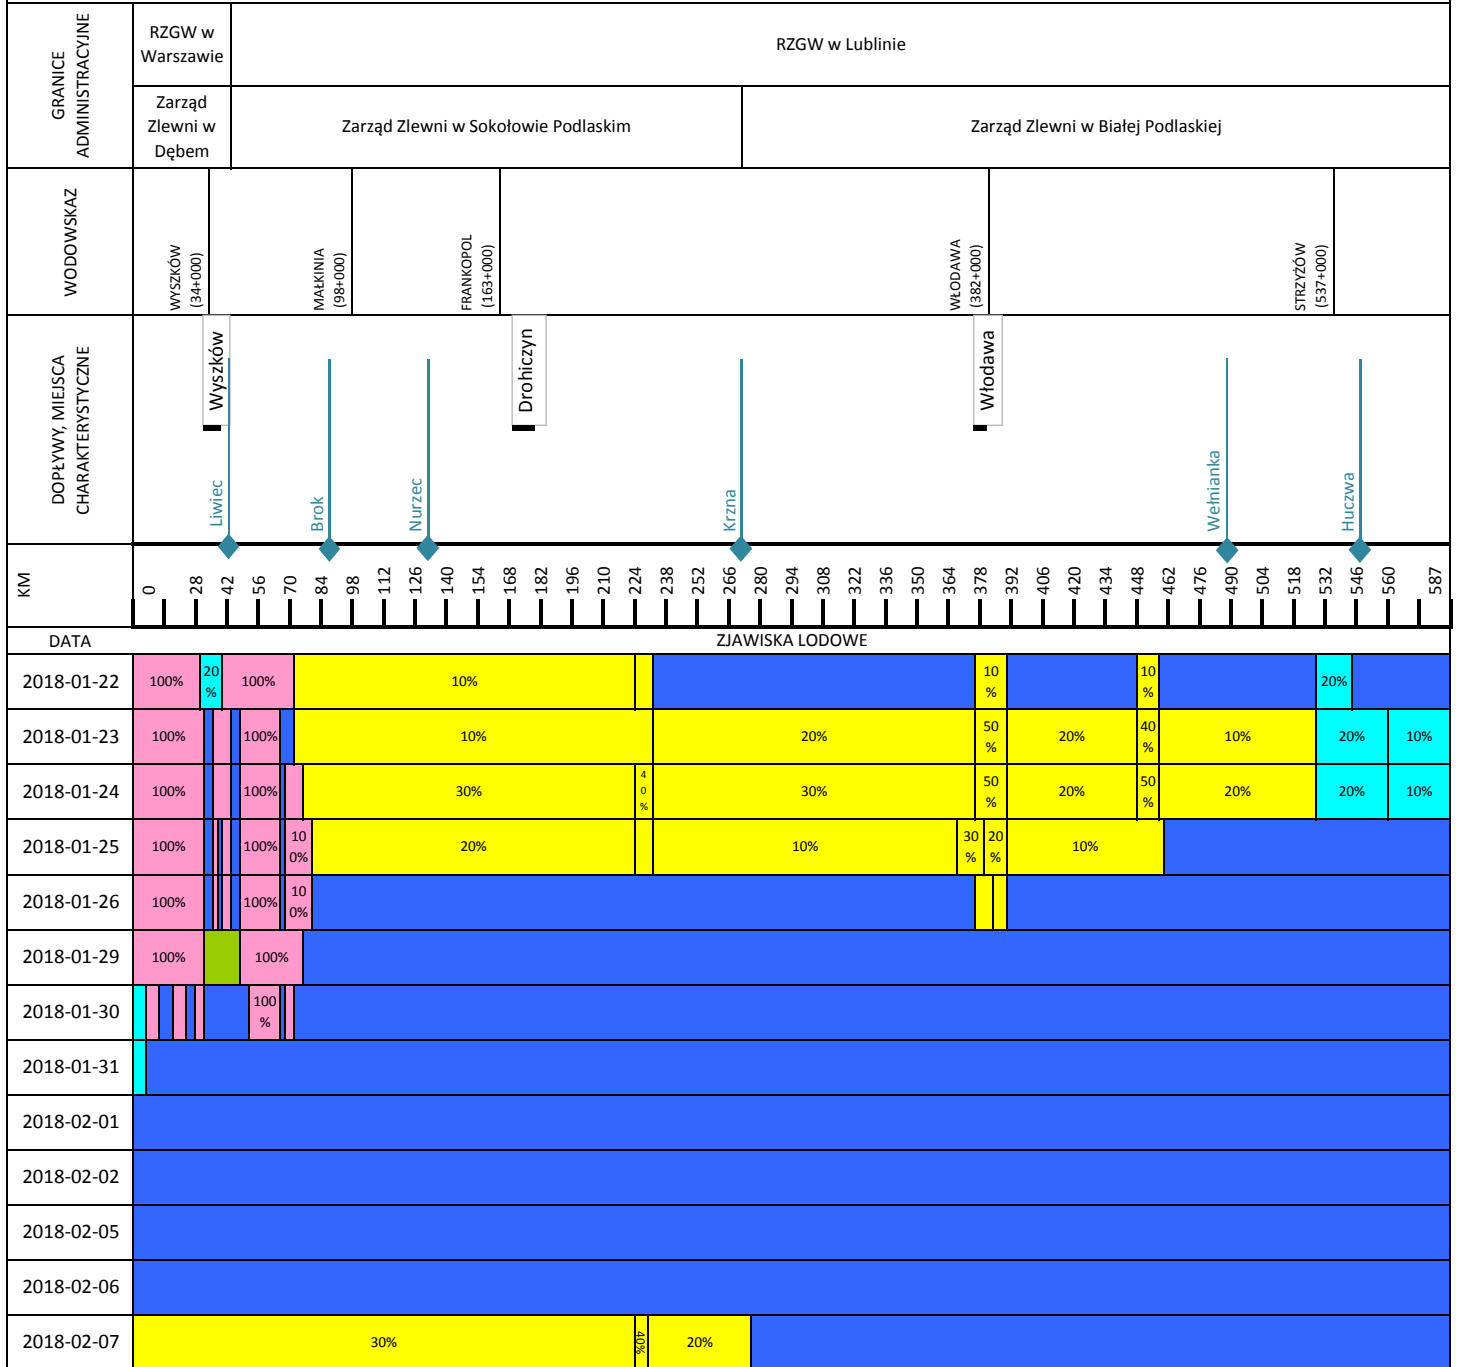 GRANICE
ADMINISTRACYJNE
RZGW w
Warszawie
RZGW w Lublinie
Zarząd
Zlewni w
Dębem
Zarząd Zlewni w Sokołowie Podlaskim
Zarząd Zlewni w Białej Podlaskiej
WODOWSKAZ
WYSZKÓW
(34+000)
MAŁKINIA
(98+000)
FRANKOPOL
(163+000)
WŁODAWA
(382+000)
STRZYŻÓW
(537+000)
DOPŁYWY, MIEJSCA
CHARAKTERYSTYCZNE
Wyszków
Drohiczyn
Włodawa
Liwiec
Brok
Nurzec
Krzna
Wełnianka
Huczwa
KM
0 28 42 56 70 84 98 112 126 140 154 168 182 196 210 224 238 252 266 280 294 308 322 336 350 364 378 392 406 420 434 448 462 476 490 504 518 532 546 560 587
DATA
ZJAWISKA LODOWE
2018-01-22 100% 20% 100% 10% 10% 10% 20%
2018-01-23 100% 100% 10% 20% 50% 20% 40% 10% 20% 10%
2018-01-24 100% 100% 30% 40% 30% 50% 20% 50% 20% 20% 10%
2018-01-25 100% 100% 100% 20% 10% 30% 20% 10%
2018-01-26 100% 100% 100%
2018-01-29 100% 100%
2018-01-30 100%
2018-01-31
2018-02-01
2018-02-02
2018-02-05
2018-02-06
2018-02-07 30% 40% 20%